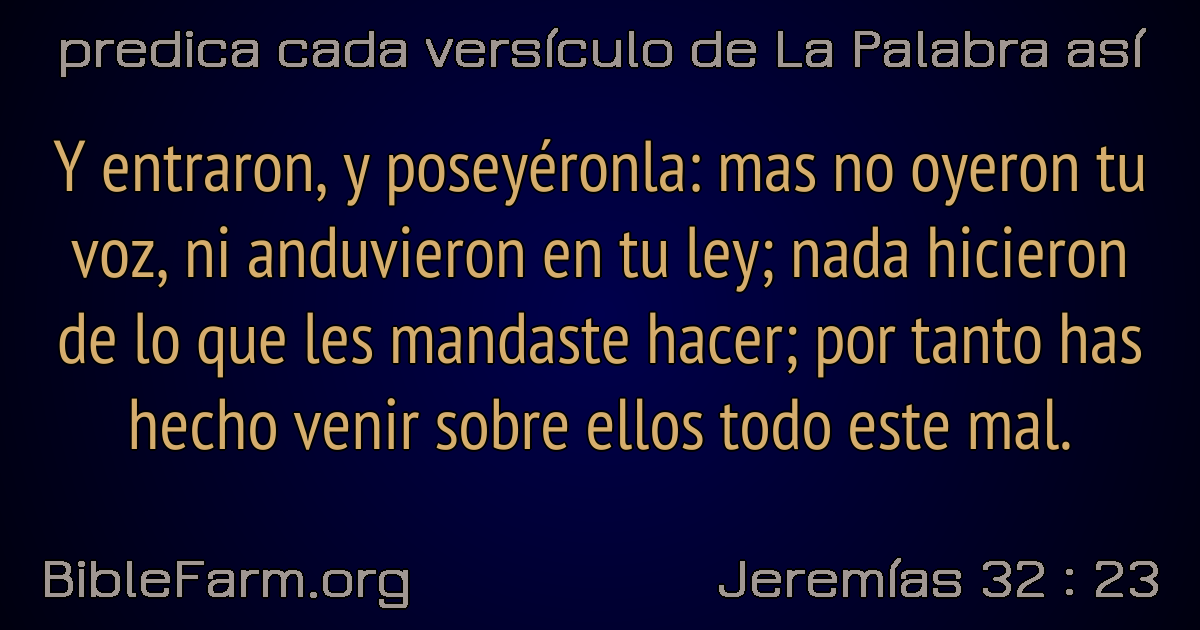 predica cada versículo de La Palabra así
Y entraron, y poseyéronla: mas no oyeron tu
voz, ni anduvieron en tu ley; nada hicieron
de lo que les mandaste hacer; por tanto has
hecho venir sobre ellos todo este mal.
BibleFarm.org
Jeremías 32 : 23